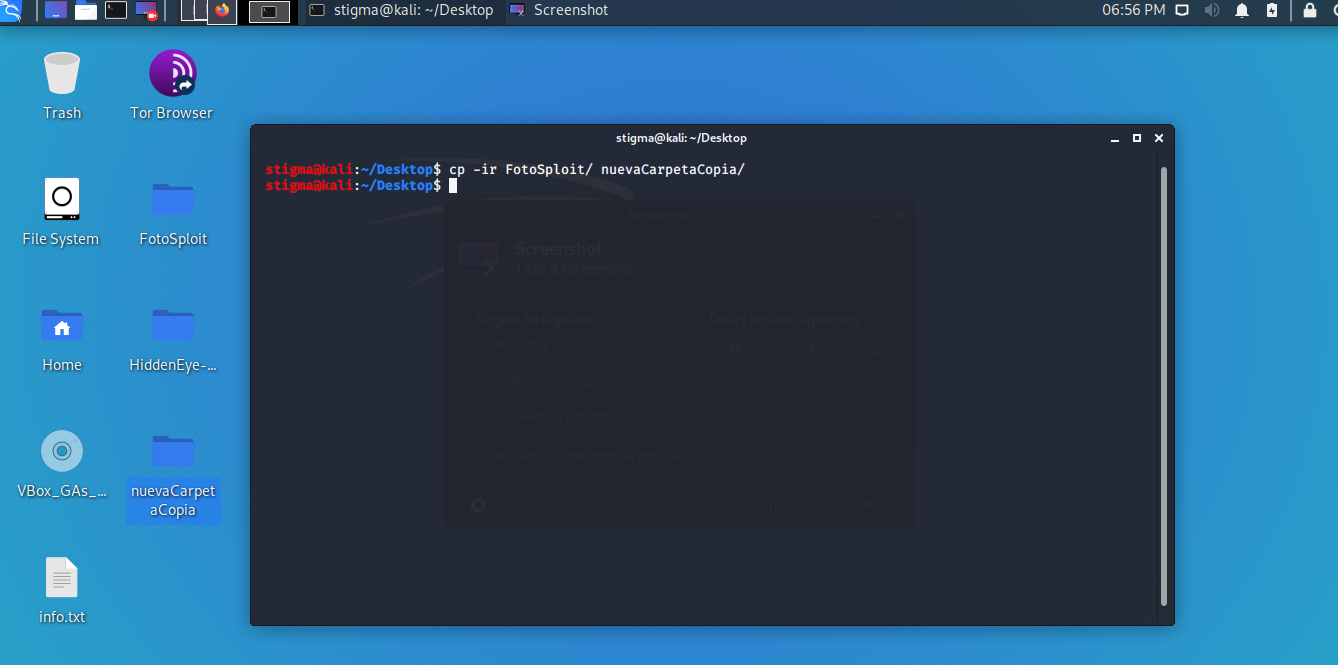 stigma@kali: ~/Desktop
Screenshot
06:56 PM
Trash
Tor Browser
File System
FotoSploit
Home
HiddenEye-...
VBox_GAs_...
nuevaCarpet
aCopia
info.txt
stigma@kali: ~/Desktop
stigma@kali:~/Desktop$ cp -ir FotoSploit/ nuevaCarpetaCopia/
stigma@kali:~/Desktop$
Screenshot
Screenshot
Take a screenshot
Region to capture
Delay before capturing
Entire screen
0 + seconds
Active window
Select a region
Capture the mouse pointer
Help
Cancel
OK